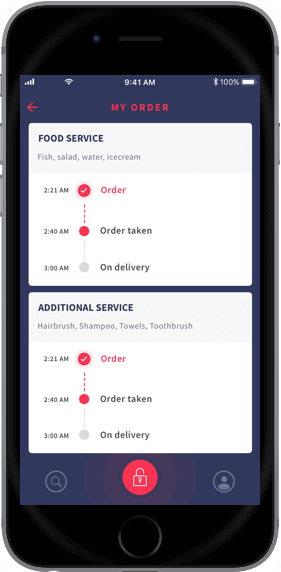 9:41 AM
100%
MY ORDER
FOOD SERVICE
Fish, salad, water, icecream
2:21 AM Order
2:40 AM Order taken
3:00 AM On delivery
ADDITIONAL SERVICE
Hairbrush, Shampoo, Towels, Toothbrush
2:21 AM Order
2:40 AM Order taken
3:00 AM On delivery